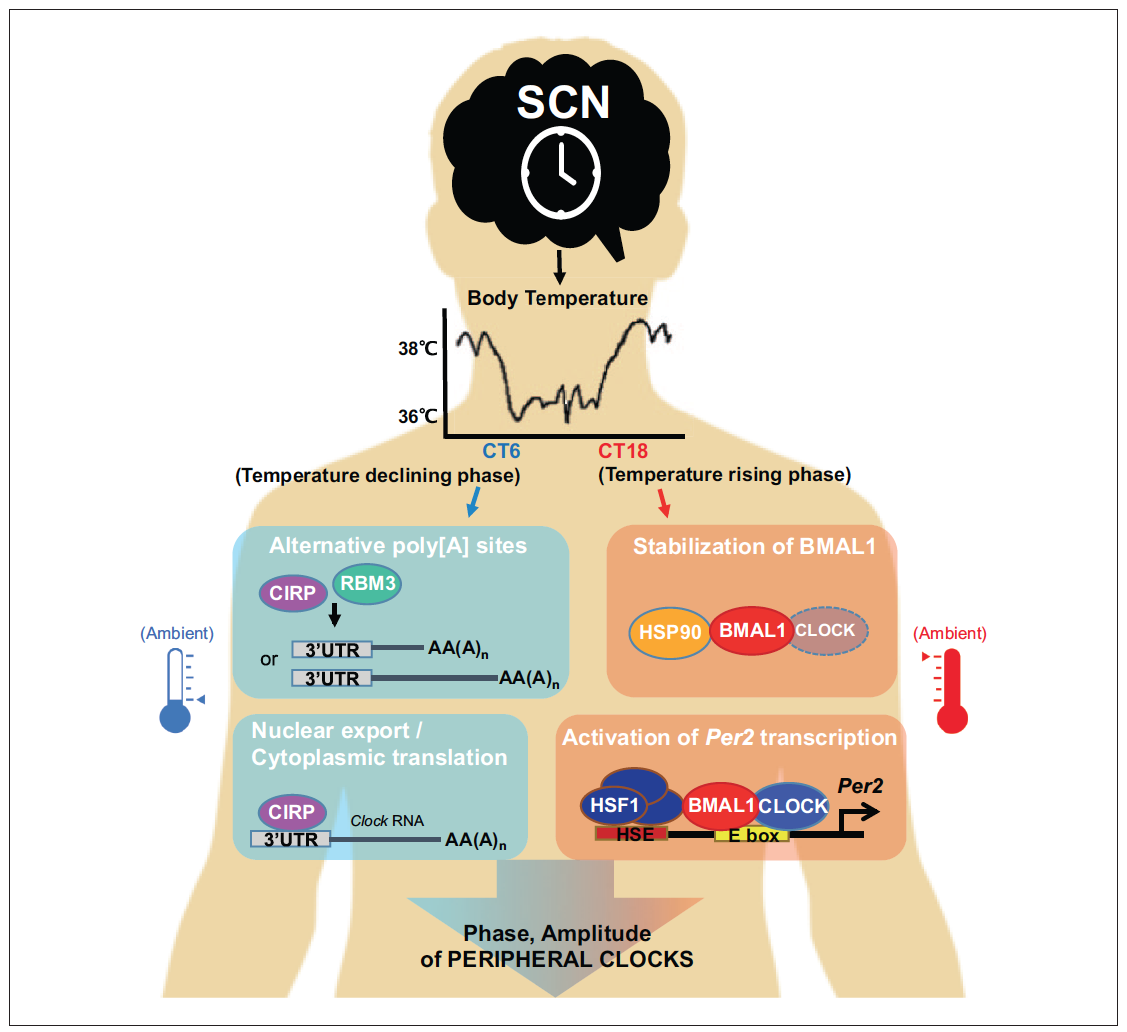 SCN
Body Temperature
38℃
36℃
CT6
(Temperature declining phase)
CT18
(Temperature rising phase)
Alternative poly[A] sites
CIRP
RBM3
or
3’UTR
AA(A)n
3’UTR
AA(A)n
Stabilization of BMAL1
HSP90
BMAL1
CLOCK
(Ambient)
(Ambient)
Nuclear export /
Cytoplasmic translation
CIRP
3’UTR
Clock RNA
AA(A)n
Activation of Per2 transcription
HSF1
HSE
BMAL1
CLOCK
E box
Per2
Phase, Amplitude
of PERIPHERAL CLOCKS